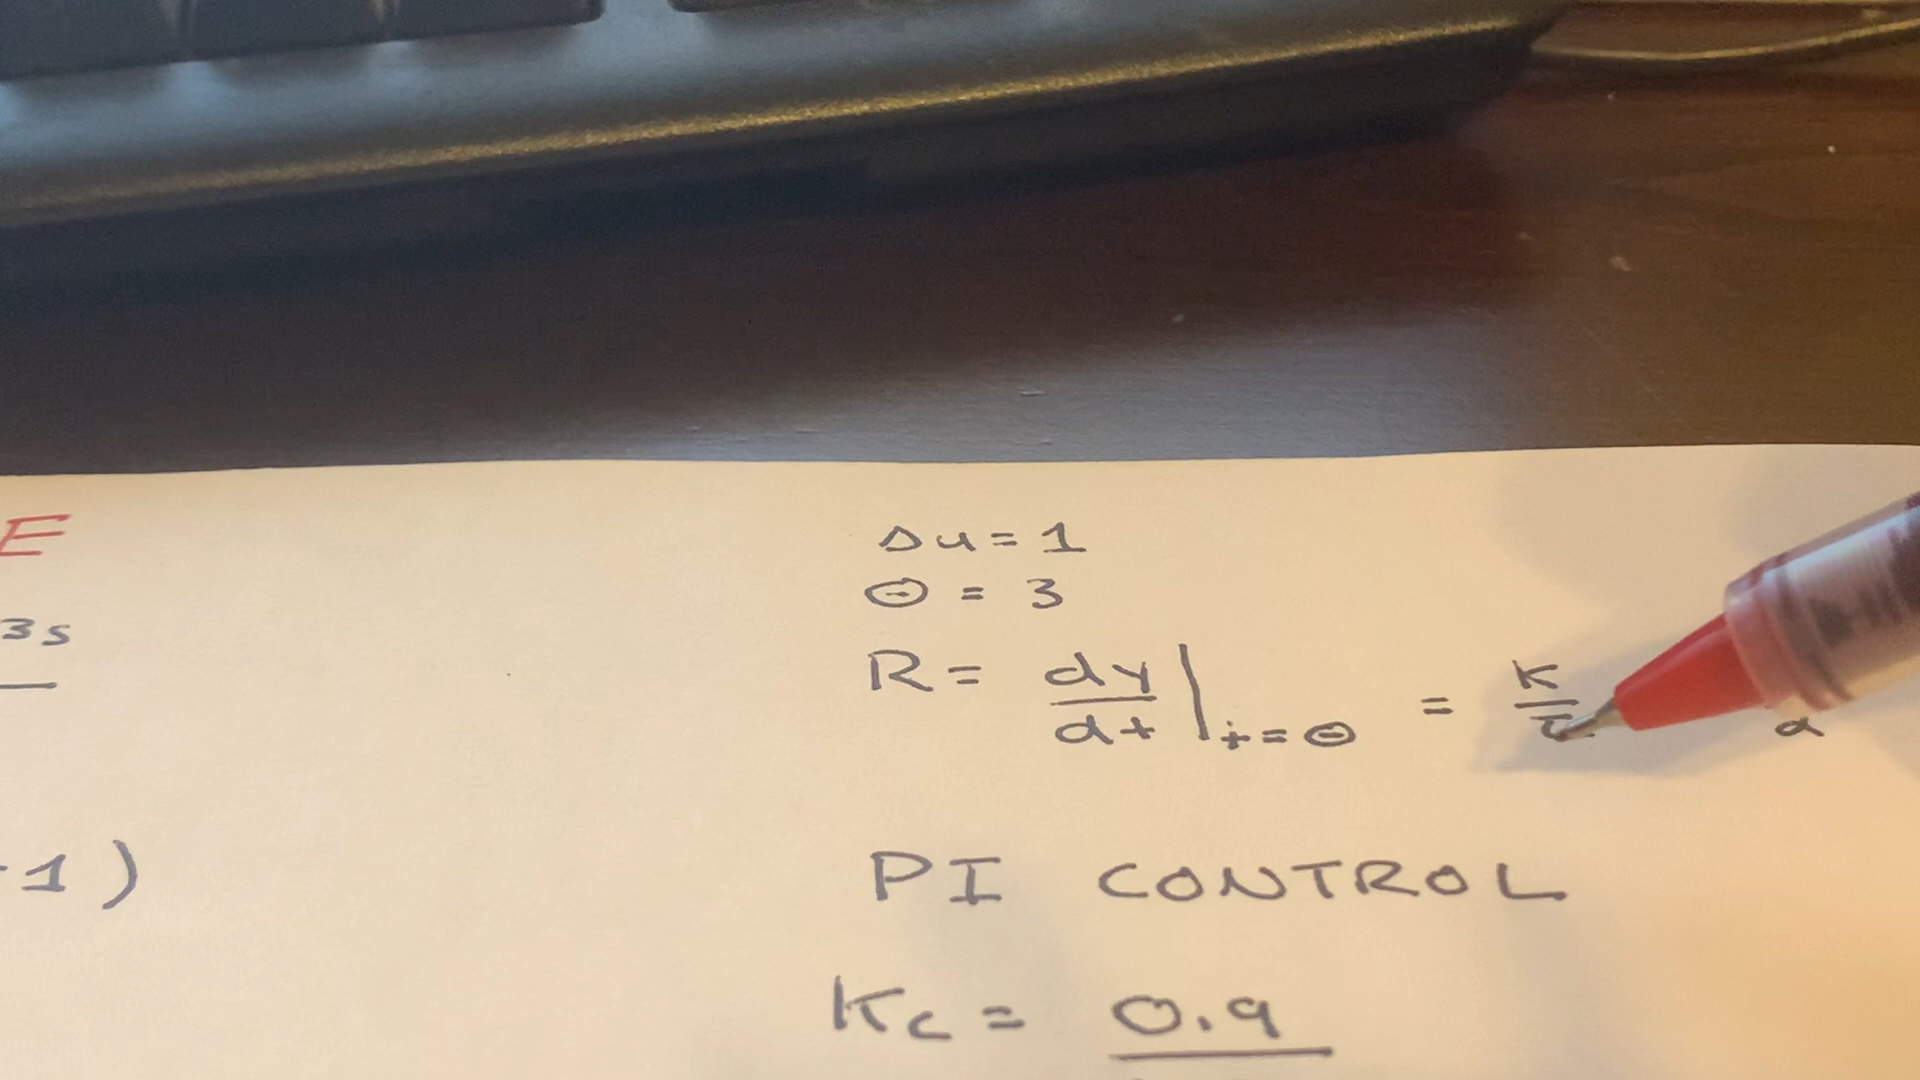 E
Δu = 1
Θ = 3
3s
R = dy/dt |t=Θ = K/τ
-1)
PI CONTROL
Kc = 0.9